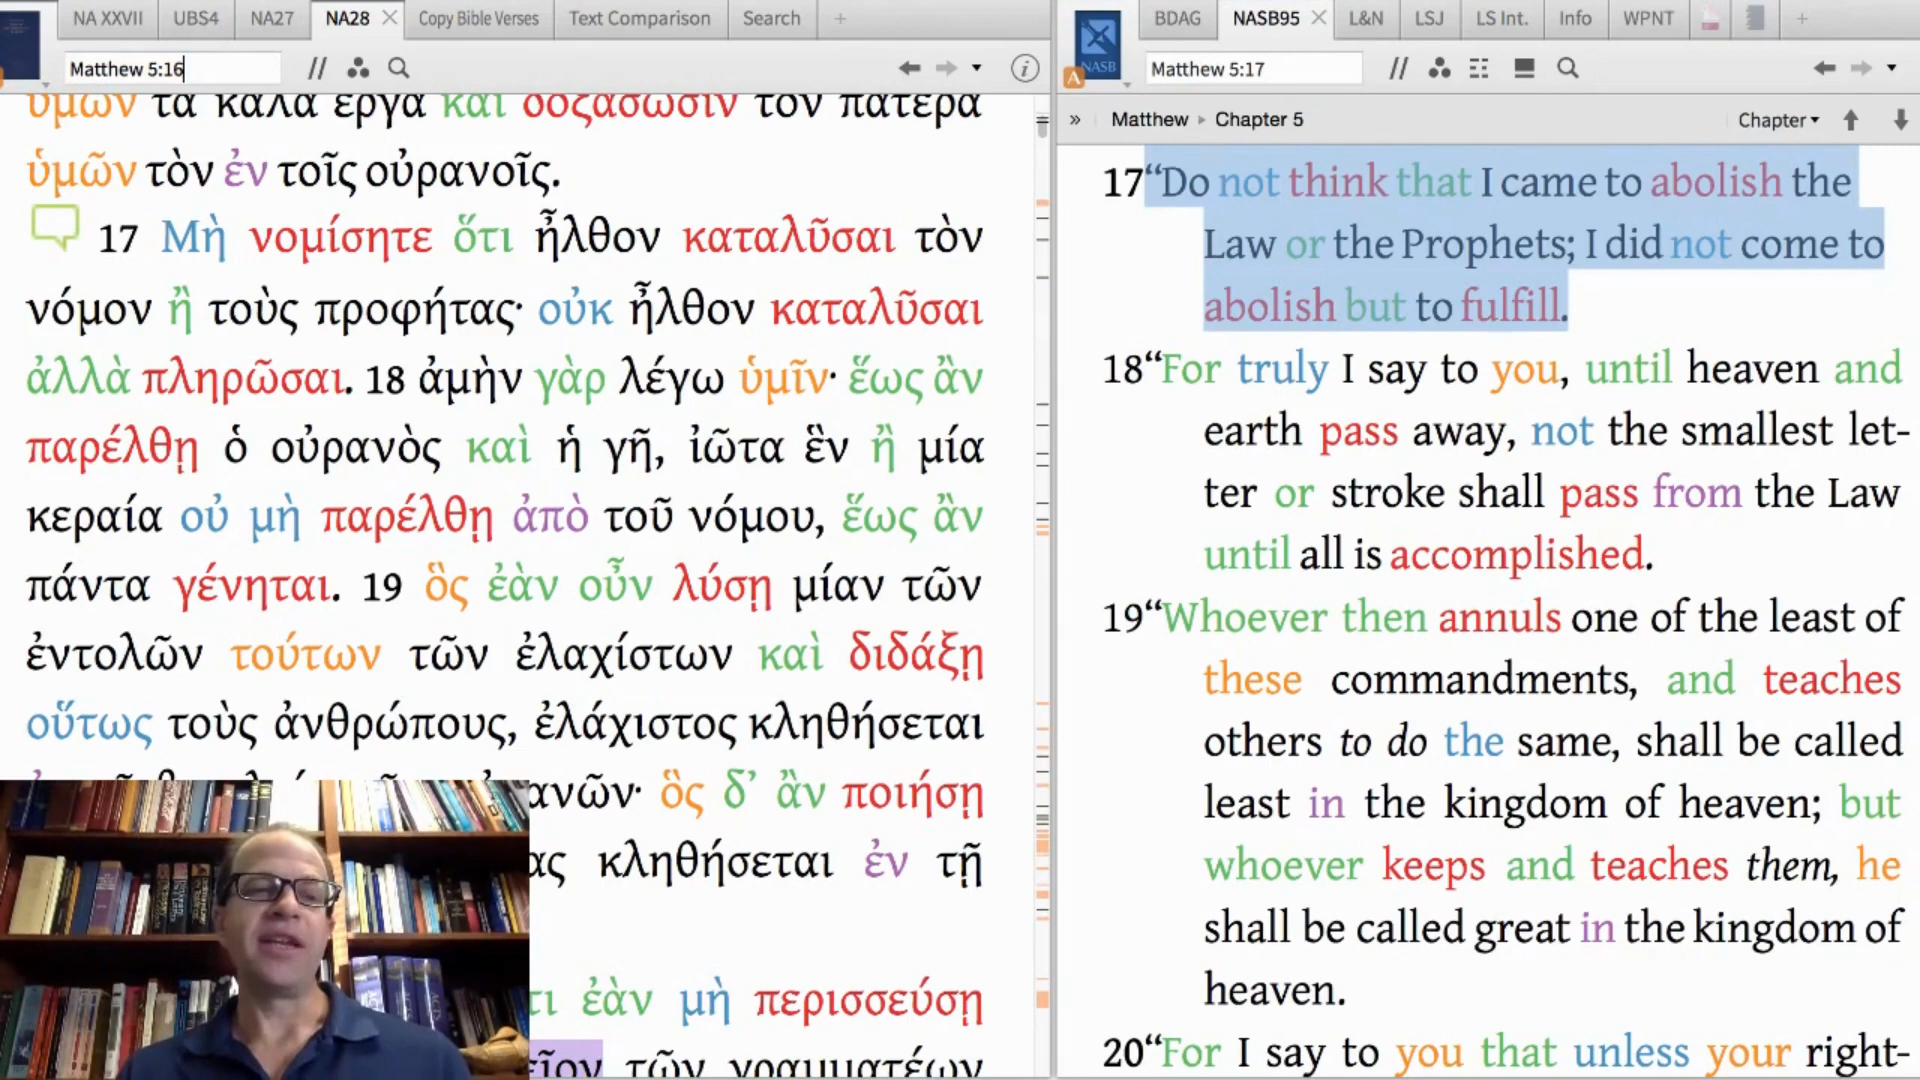 NA XXVII UBS4 NA27 NA28 Copy Bible Verses Text Comparison Search
Matthew 5:16
ὑμῶν τὰ καλὰ ἔργα καὶ δοξάσωσιν τὸν πατέρα
ὑμῶν τὸν ἐν τοῖς οὐρανοῖς.
17 Μὴ νομίσητε ὅτι ἦλθον καταλῦσαι τὸν
νόμον ἢ τοὺς προφήτας· οὐκ ἦλθον καταλῦσαι
ἀλλὰ πληρῶσαι. 18 ἀμὴν γὰρ λέγω ὑμῖν· ἕως ἂν
παρέλθῃ ὁ οὐρανὸς καὶ ἡ γῆ, ἰῶτα ἓν ἢ μία
κεραία οὐ μὴ παρέλθῃ ἀπὸ τοῦ νόμου, ἕως ἂν
πάντα γένηται. 19 ὃς ἐὰν οὖν λύσῃ μίαν τῶν
ἐντολῶν τούτων τῶν ἐλαχίστων καὶ διδάξῃ
οὕτως τοὺς ἀνθρώπους, ἐλάχιστος κληθήσεται
ανῶν· ὃς δ’ ἂν ποιήσῃ
ας κληθήσεται ἐν τῇ
τι ἐὰν μὴ περισσεύσῃ
εῖον τῶν γραμματέων
BDAG NASB95 L&N LSJ LS Int. Info WPNT
NASB
A
Matthew 5:17
» Matthew Chapter 5 Chapter
17 “Do not think that I came to abolish the
Law or the Prophets; I did not come to
abolish but to fulfill.
18 “For truly I say to you, until heaven and
earth pass away, not the smallest let-
ter or stroke shall pass from the Law
until all is accomplished.
19 “Whoever then annuls one of the least of
these commandments, and teaches
others to do the same, shall be called
least in the kingdom of heaven; but
whoever keeps and teaches them, he
shall be called great in the kingdom of
heaven.
20 “For I say to you that unless your right-